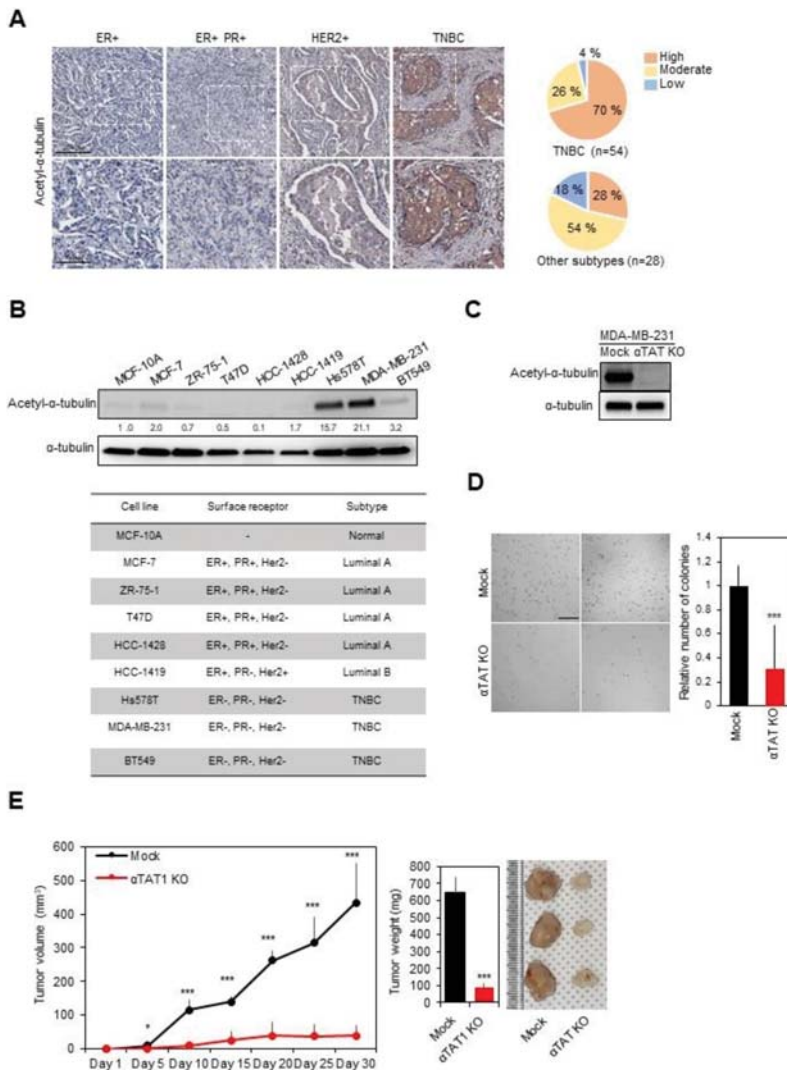 A
ER+ ER+ PR+ HER2+ TNBC
Acetyl-α-tubulin
4 %
26 %
70 %
High
Moderate
Low
TNBC (n=54)
18 %
28 %
54 %
Other subtypes (n=28)
B
MCF-10A MCF-7 ZR-75-1 T47D HCC-1428 HCC-1419 Hs578T MDA-MB-231 BT549
Acetyl-α-tubulin
1.0 2.0 0.7 0.5 0.1 1.7 15.7 21.1 3.2
α-tubulin
Cell line Surface receptor Subtype
MCF-10A - Normal
MCF-7 ER+, PR+, Her2- Luminal A
ZR-75-1 ER+, PR+, Her2- Luminal A
T47D ER+, PR+, Her2- Luminal A
HCC-1428 ER+, PR+, Her2- Luminal A
HCC-1419 ER+, PR-, Her2+ Luminal B
Hs578T ER-, PR-, Her2- TNBC
MDA-MB-231 ER-, PR-, Her2- TNBC
BT549 ER-, PR-, Her2- TNBC
C
MDA-MB-231
Mock αTAT KO
Acetyl-α-tubulin
α-tubulin
D
Mock
αTAT KO
Relative number of colonies
1.4
1.2
1
0.8
0.6
0.4
0.2
0
***
Mock
αTAT KO
E
Tumor volume (mm³)
600
400
200
100
0
Mock
αTAT1 KO
* *** *** *** *** ***
Day 1 Day 5 Day 10 Day 15 Day 20 Day 25 Day 30
Tumor weight (mg)
800
700
600
500
400
300
200
100
0
***
Mock
αTAT1 KO
Mock
αTAT KO